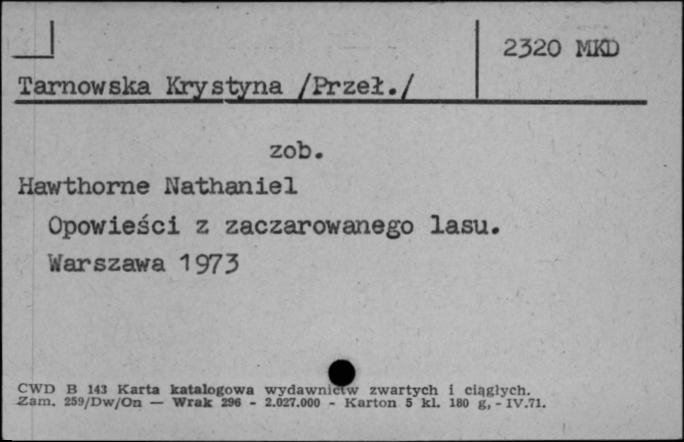 2320 MKD
Tarnowska Krystyna /Przeł./
zob.
Hawthorne Nathaniel
Opowieści z zaczarowanego lasu.
Warszawa 1973
CWD B 143 Karta katalogowa wydawnictw zwartych i ciągłych.
Zam. 259/Dw/On — Wrak 296 - 2.027.000 - Karton 5 kl. 180 g, - IV.71.